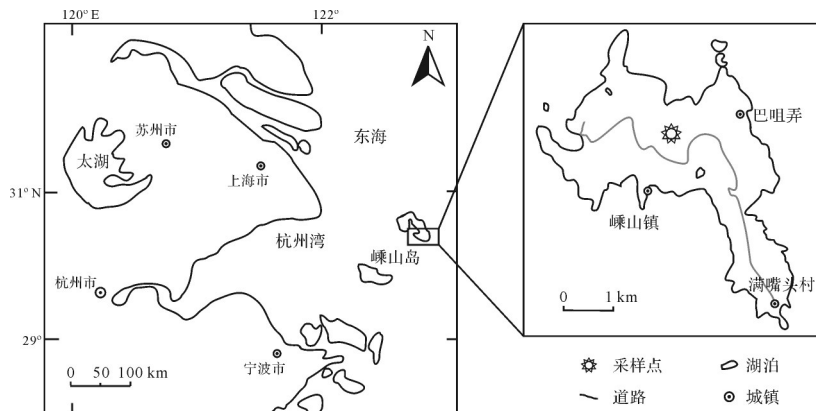 120° E
122°
N
苏州市
太湖
东海
上海市
31° N
杭州湾
嵊山岛
杭州市
29°
宁波市
0 50 100 km
巴咀弄
嵊山镇
满嘴头村
0 1 km
采样点
湖泊
道路
城镇